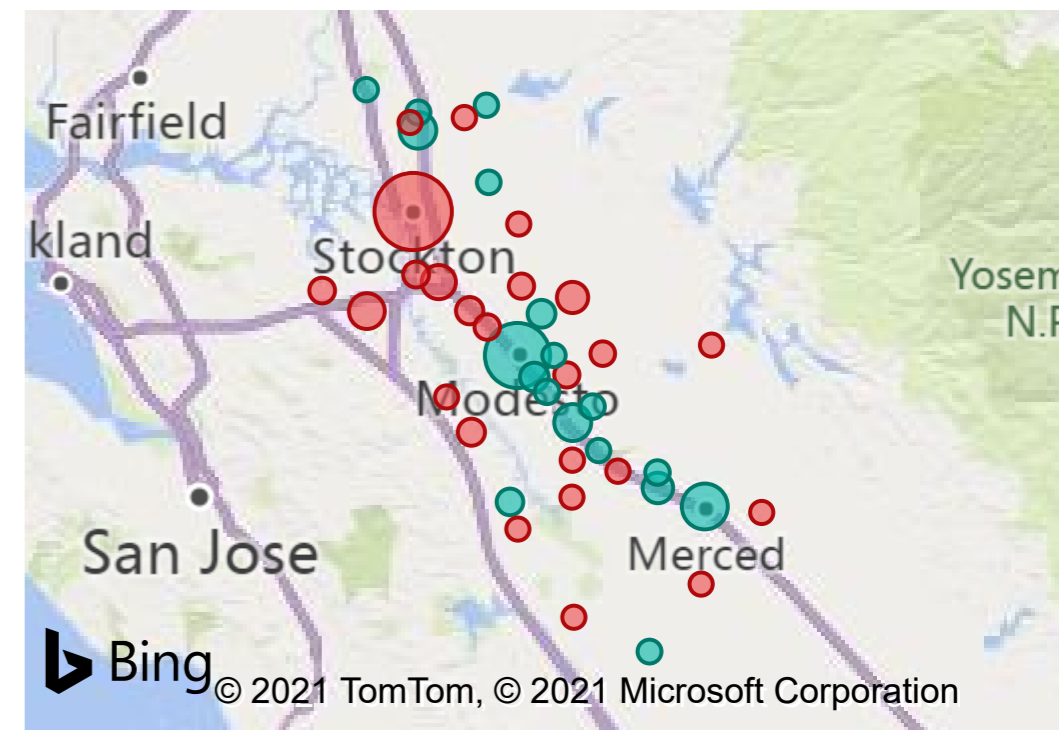 Fairfield
kland
Stockton
Yosem
N.P
Modesto
San Jose
Merced
Bing
© 2021 TomTom, © 2021 Microsoft Corporation